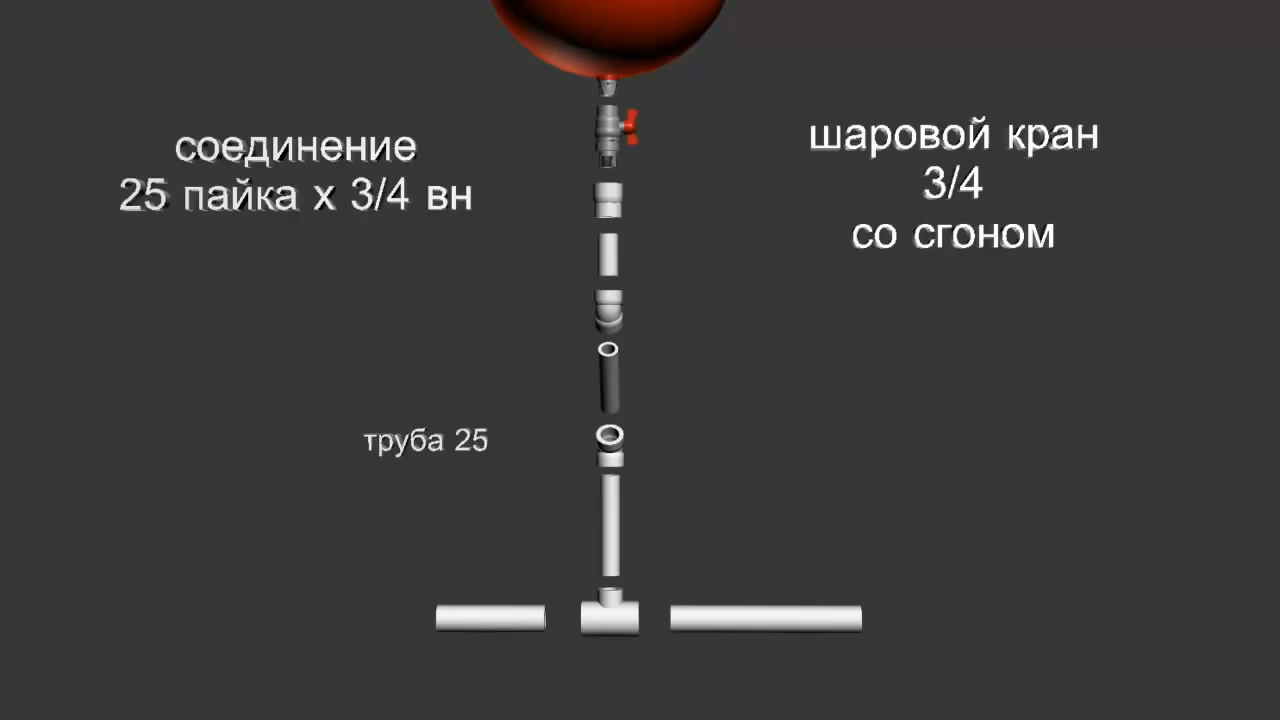 соединение
25 пайка х 3/4 вн
шаровой кран
3/4
со сгоном
труба 25